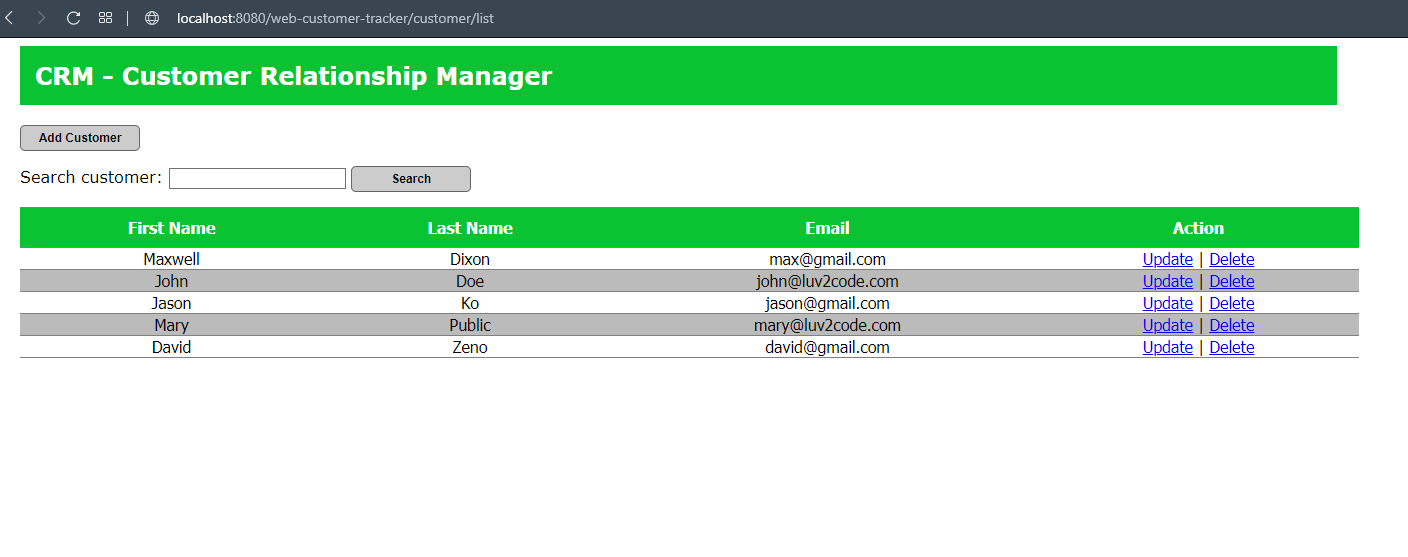 localhost:8080/web-customer-tracker/customer/list
CRM - Customer Relationship Manager
Add Customer
Search customer: Search
First Name Last Name Email Action
Maxwell Dixon max@gmail.com Update | Delete
John Doe john@luv2code.com Update | Delete
Jason Ko jason@gmail.com Update | Delete
Mary Public mary@luv2code.com Update | Delete
David Zeno david@gmail.com Update | Delete